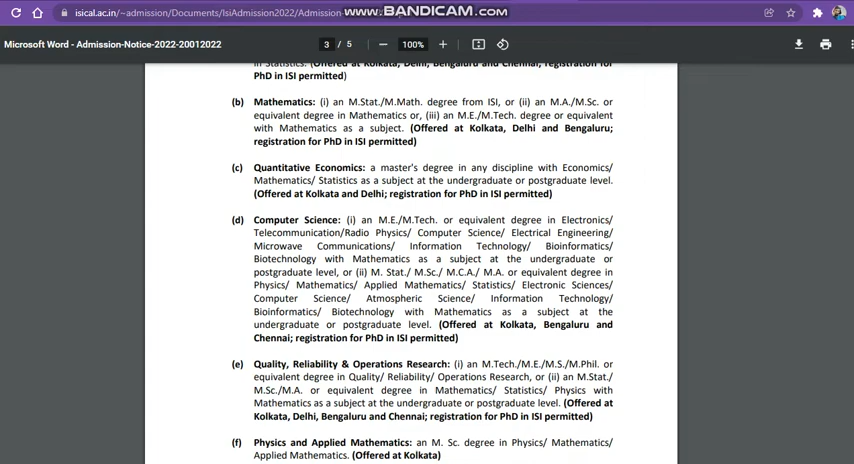 isical.ac.in/~admission/Documents/IsiAdmission2022/Admission-
www.BANDICAM.com
Microsoft Word - Admission-Notice-2022-20012022
3 / 5
100%
in Statistics. (Offered at Kolkata, Delhi, Bengaluru and Chennai; registration for
PhD in ISI permitted)
(b) Mathematics: (i) an M.Stat./M.Math. degree from ISI, or (ii) an M.A./M.Sc. or
equivalent degree in Mathematics or, (iii) an M.E./M.Tech. degree or equivalent
with Mathematics as a subject. (Offered at Kolkata, Delhi and Bengaluru;
registration for PhD in ISI permitted)
(c) Quantitative Economics: a master's degree in any discipline with Economics/
Mathematics/ Statistics as a subject at the undergraduate or postgraduate level.
(Offered at Kolkata and Delhi; registration for PhD in ISI permitted)
(d) Computer Science: (i) an M.E./M.Tech. or equivalent degree in Electronics/
Telecommunication/Radio Physics/ Computer Science/ Electrical Engineering/
Microwave Communications/ Information Technology/ Bioinformatics/
Biotechnology with Mathematics as a subject at the undergraduate or
postgraduate level, or (ii) M. Stat./ M.Sc./ M.C.A./ M.A. or equivalent degree in
Physics/ Mathematics/ Applied Mathematics/ Statistics/ Electronic Sciences/
Computer Science/ Atmospheric Science/ Information Technology/
Bioinformatics/ Biotechnology with Mathematics as a subject at the
undergraduate or postgraduate level. (Offered at Kolkata, Bengaluru and
Chennai; registration for PhD in ISI permitted)
(e) Quality, Reliability & Operations Research: (i) an M.Tech./M.E./M.S./M.Phil. or
equivalent degree in Quality/ Reliability/ Operations Research, or (ii) an M.Stat./
M.Sc./M.A. or equivalent degree in Mathematics/ Statistics/ Physics with
Mathematics as a subject at the undergraduate or postgraduate level. (Offered at
Kolkata, Delhi, Bengaluru and Chennai; registration for PhD in ISI permitted)
(f) Physics and Applied Mathematics: an M. Sc. degree in Physics/ Mathematics/
Applied Mathematics. (Offered at Kolkata)